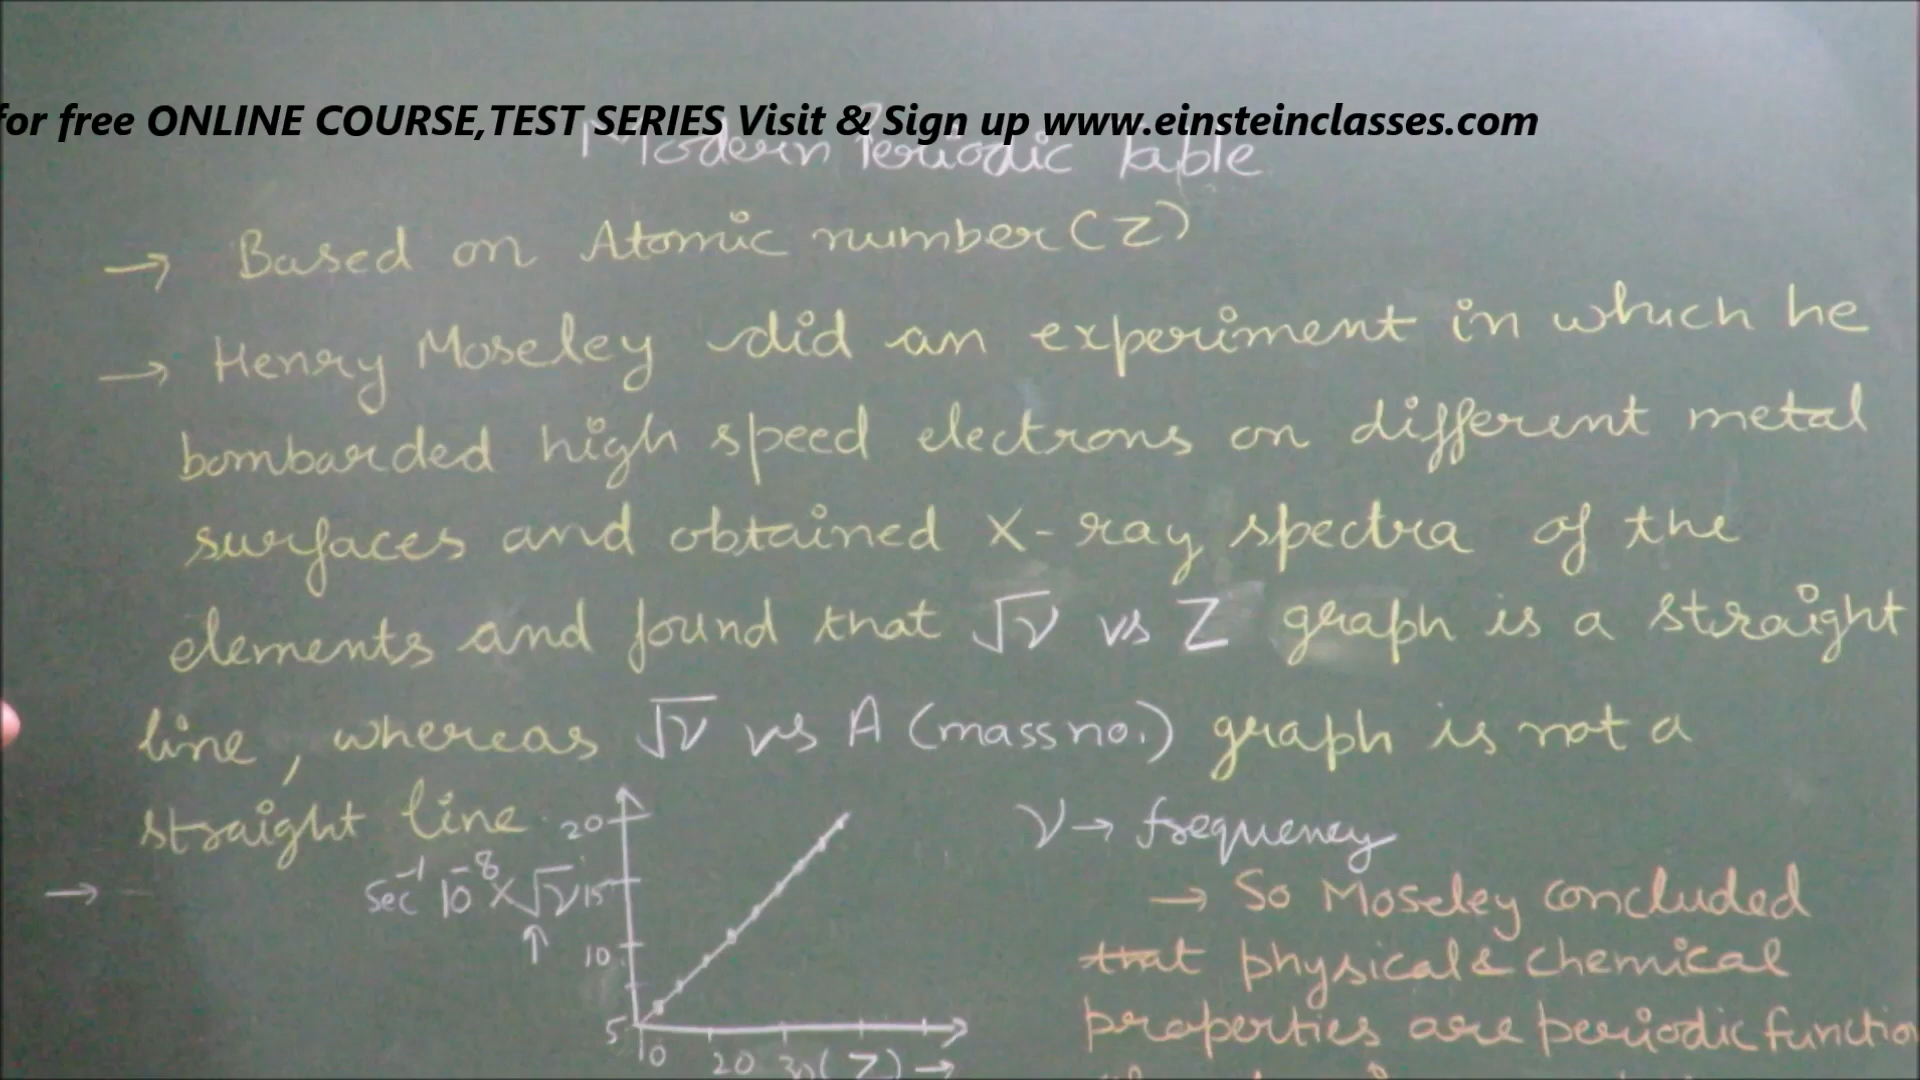 for free ONLINE COURSE,TEST SERIES Visit & Sign up www.einsteinclasses.com
Modern Periodic Table
→ Based on Atomic number (Z)
→ Henry Moseley did an experiment in which he
bombarded high speed electrons on different metal
surfaces and obtained X-ray spectra of the
elements and found that √ν vs Z graph is a straight
line, whereas √ν vs A (mass no.) graph is not a
straight line
→
sec⁻¹ 10⁻⁸ × √ν ↑
20
15
10
5
10 20 30 (Z) →
ν → frequency
→ So Moseley concluded
that physical & chemical
properties are periodic functio